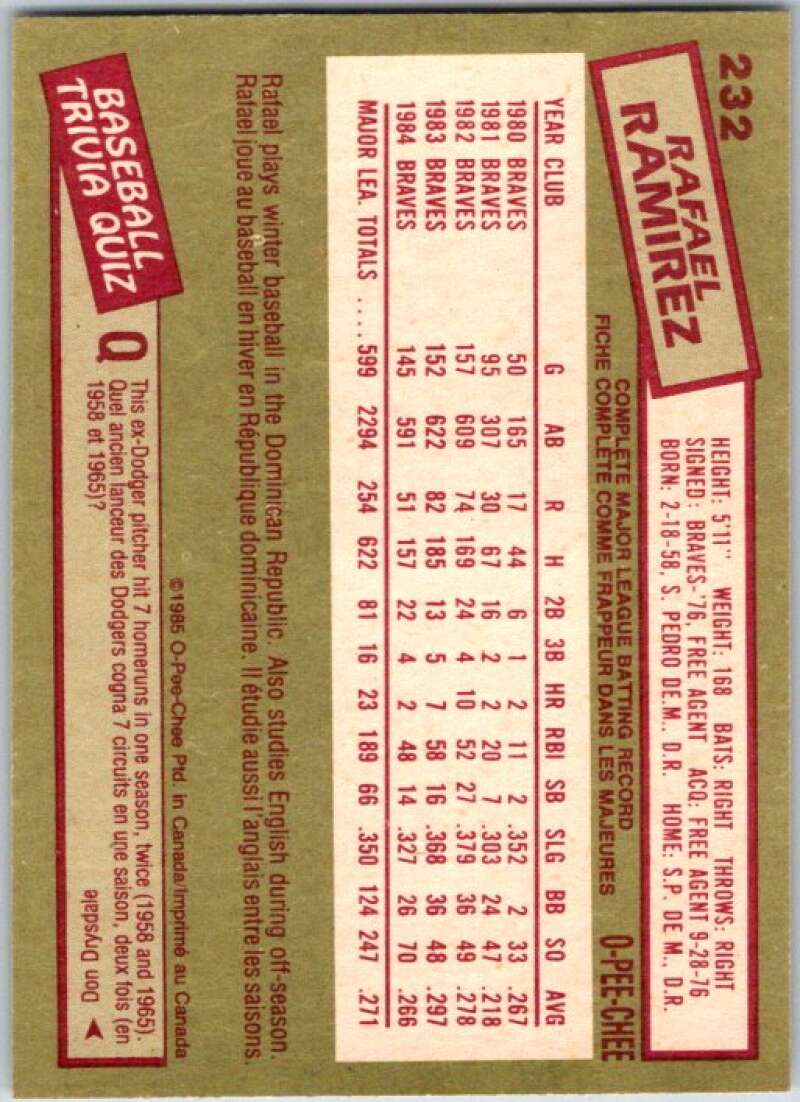 232
RAFAEL
RAMIREZ
HEIGHT: 5'11" WEIGHT: 168 BATS: RIGHT THROWS: RIGHT
SIGNED: BRAVES-'76, FREE AGENT ACQ: FREE AGENT 9-28-76
BORN: 2-18-58, S. PEDRO DE.M., D.R. HOME: S.P. DE M., D.R.
COMPLETE MAJOR LEAGUE BATTING RECORD
FICHE COMPLÈTE COMME FRAPPEUR DANS LES MAJEURES
O-PEE-CHEE
YEAR CLUB G AB R H 2B 3B HR RBI SB SLG BB SO AVG
1980 BRAVES 50 165 17 44 6 1 2 11 2 .352 2 33 .267
1981 BRAVES 95 307 30 67 16 2 2 20 7 .303 24 47 .218
1982 BRAVES 157 609 74 169 24 4 10 52 27 .379 36 49 .278
1983 BRAVES 152 622 82 185 13 5 7 58 16 .368 36 48 .297
1984 BRAVES 145 591 51 157 22 4 2 48 14 .327 26 70 .266
MAJOR LEA. TOTALS .... 599 2294 254 622 81 16 23 189 66 .350 124 247 .271
Rafael plays winter baseball in the Dominican Republic. Also studies English during off-season.
Rafael joue au baseball en hiver en République dominicaine. Il étudie aussi l'anglais entre les saisons.
©1985 O-Pee-Chee Ptd. in Canada/Imprimé au Canada
BASEBALL
TRIVIA QUIZ
Q
This ex-Dodger pitcher hit 7 homeruns in one season, twice (1958 and 1965).
Quel ancien lanceur des Dodgers cogna 7 circuits en une saison, deux fois (en
1958 et 1965)?
Don Drysdale